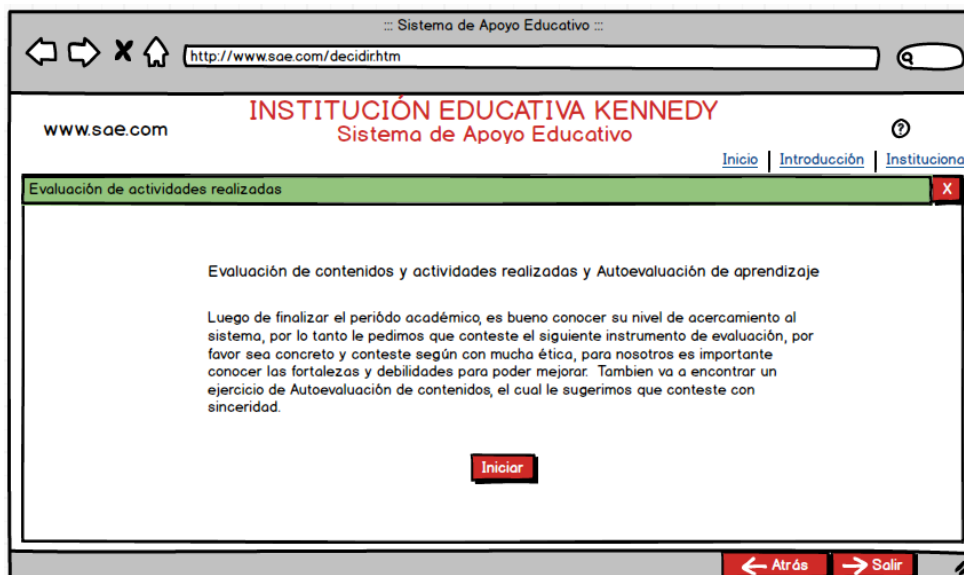 ::: Sistema de Apoyo Educativo :::
http://www.sae.com/decidir.htm
INSTITUCIÓN EDUCATIVA KENNEDY
www.sae.com
Sistema de Apoyo Educativo
?
Inicio | Introducción | Instituciona
Evaluación de actividades realizadas
X
Evaluación de contenidos y actividades realizadas y Autoevaluación de aprendizaje
Luego de finalizar el periódo académico, es bueno conocer su nivel de acercamiento al
sistema, por lo tanto le pedimos que conteste el siguiente instrumento de evaluación, por
favor sea concreto y conteste según con mucha ética, para nosotros es importante
conocer las fortalezas y debilidades para poder mejorar. Tambien va a encontrar un
ejercicio de Autoevaluación de contenidos, el cual le sugerimos que conteste con
sinceridad.
Iniciar
Atrás
Salir